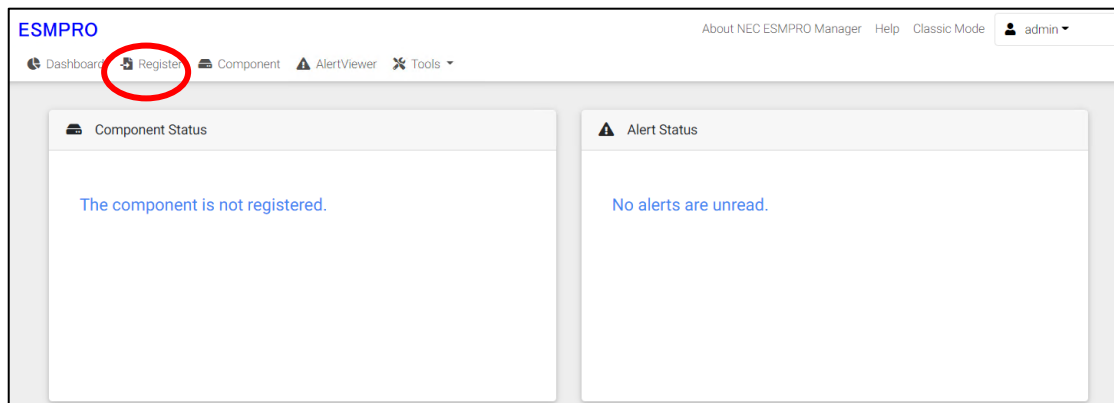 ESMPRO
About NEC ESMPRO Manager Help Classic Mode admin
Dashboard Register Component AlertViewer Tools
Component Status
Alert Status
The component is not registered.
No alerts are unread.